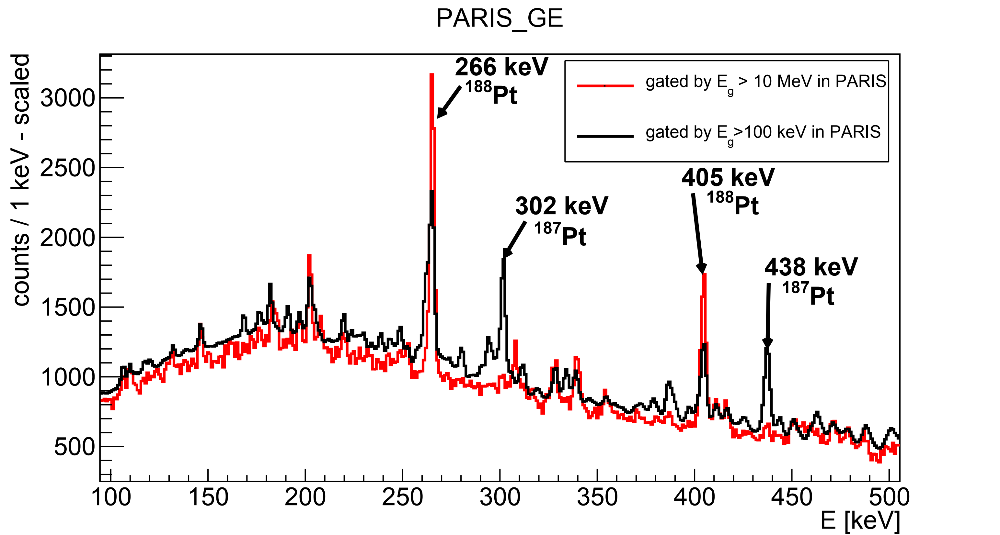 PARIS_GE
counts / 1 keV - scaled
3000
2500
2000
1500
1000
500
266 keV
¹⁸⁸Pt
gated by E_g > 10 MeV in PARIS
gated by E_g>100 keV in PARIS
405 keV
¹⁸⁸Pt
302 keV
¹⁸⁷Pt
438 keV
¹⁸⁷Pt
100 150 200 250 300 350 400 450 500
E [keV]